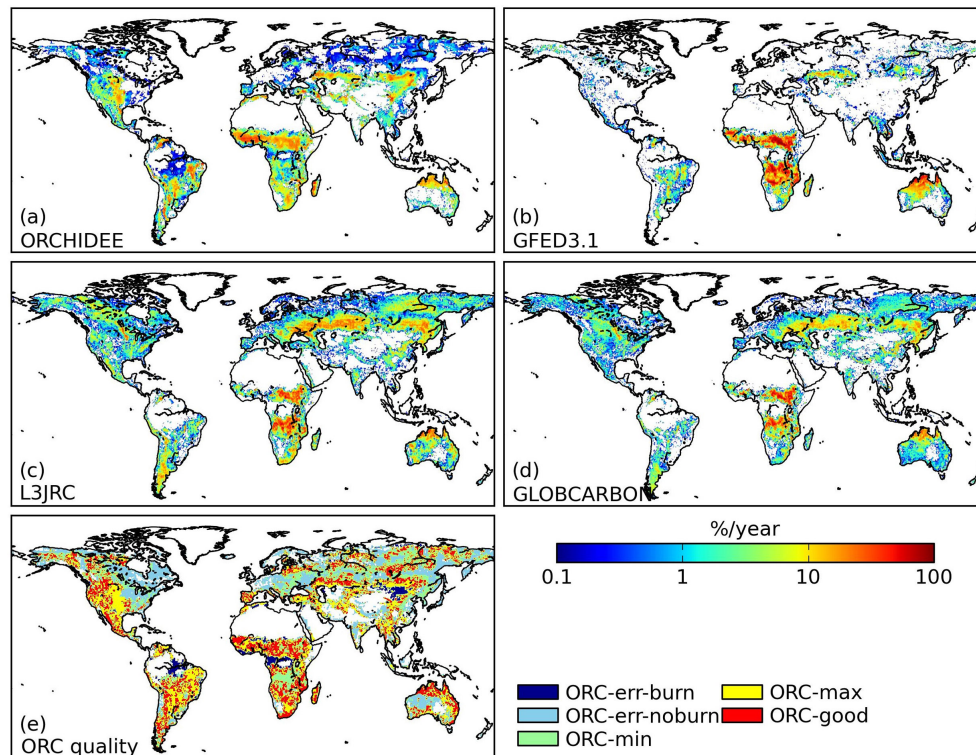 (a)
ORCHIDEE
(b)
GFED3.1
(c)
L3JRC
(d)
GLOBCARBON
(e)
ORC quality
%/year
0.1 1 10 100
ORC-err-burn ORC-max
ORC-err-noburn ORC-good
ORC-min